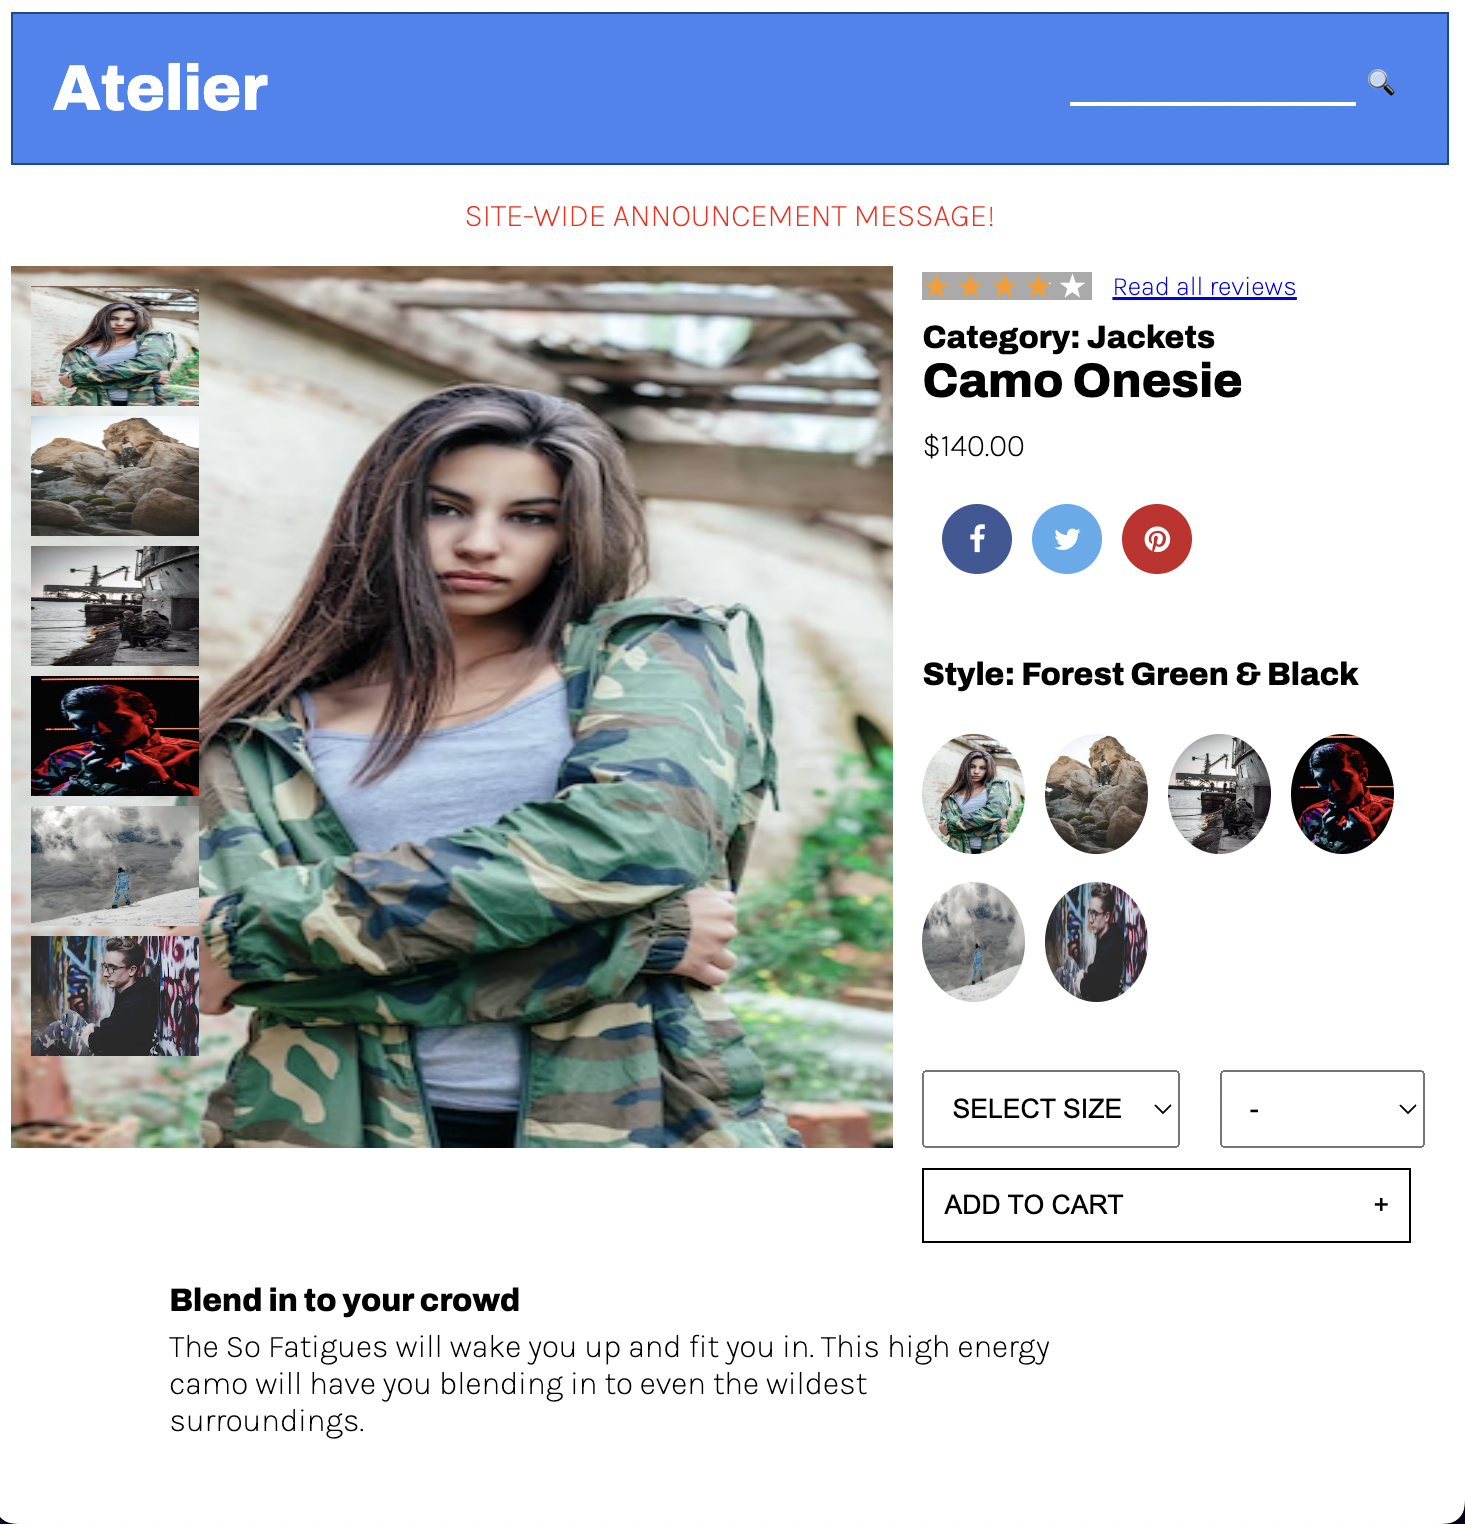 Atelier
SITE-WIDE ANNOUNCEMENT MESSAGE!
Read all reviews
Category: Jackets
Camo Onesie
$140.00
Style: Forest Green & Black
SELECT SIZE
-
ADD TO CART +
Blend in to your crowd
The So Fatigues will wake you up and fit you in. This high energy
camo will have you blending in to even the wildest
surroundings.